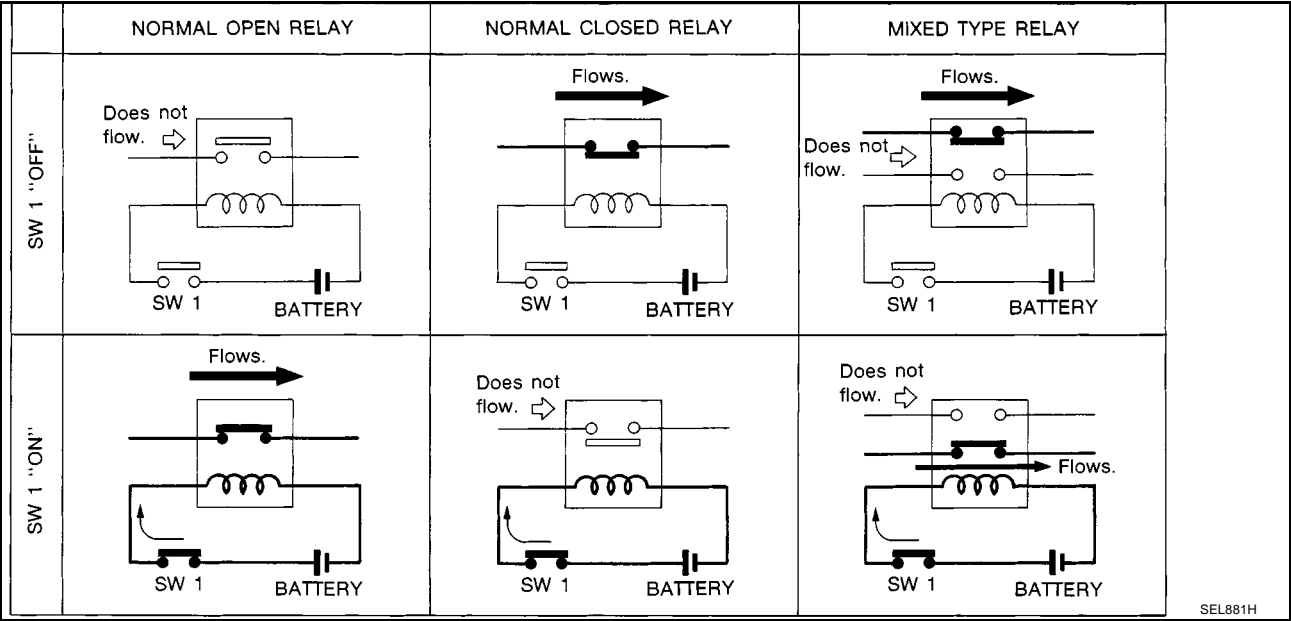 NORMAL OPEN RELAY
NORMAL CLOSED RELAY
MIXED TYPE RELAY
SW 1 "OFF"
Does not
flow.
SW 1
BATTERY
Flows.
SW 1
BATTERY
Flows.
Does not
flow.
SW 1
BATTERY
SW 1 "ON"
Flows.
SW 1
BATTERY
Does not
flow.
SW 1
BATTERY
Does not
flow.
Flows.
SW 1
BATTERY
SEL881H